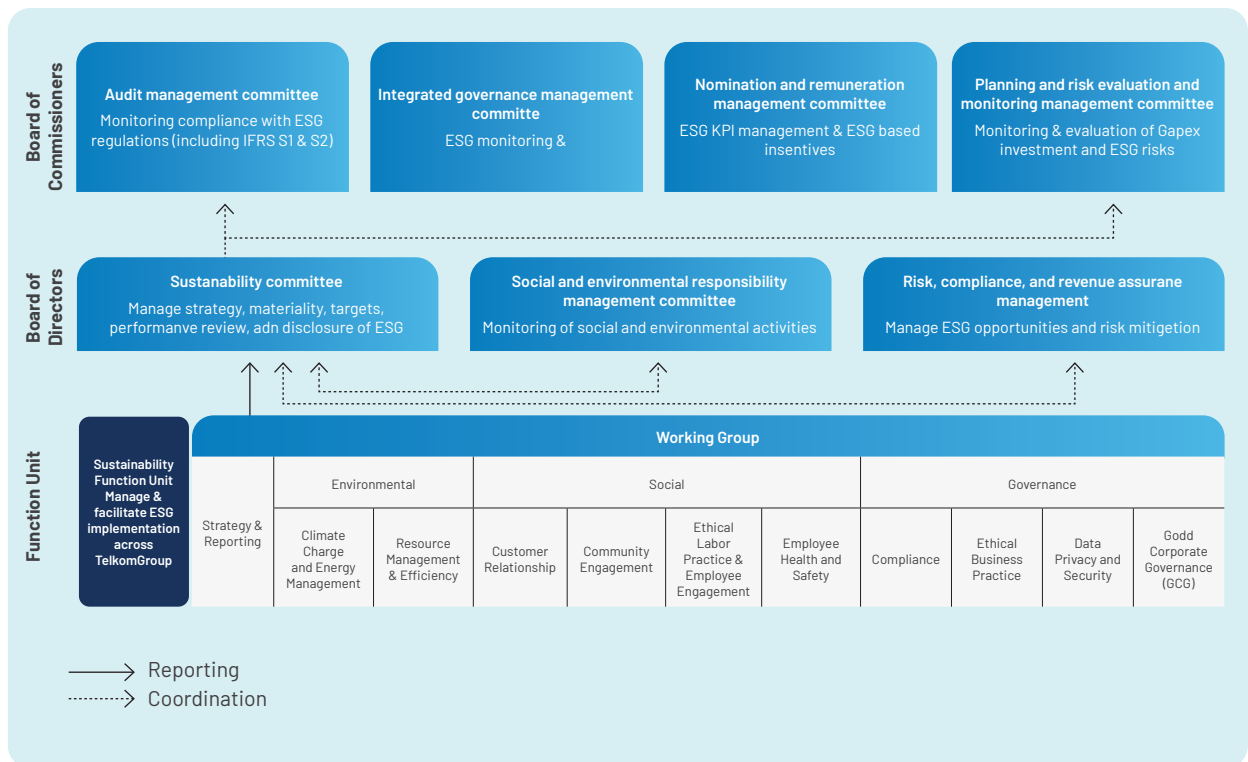 Board of
Commissioners
Audit management committee
Monitoring compliance with ESG
regulations (including IFRS S1 & S2)
Integrated governance management
committe
ESG monitoring &
Nomination and remuneration
management committee
ESG KPI management & ESG based
incentives
Planning and risk evaluation and
monitoring management committee
Monitoring & evaluation of Gapex
investment and ESG risks
Board of
Directors
Sustanability committee
Manage strategy, materiality, targets,
performanve review, adn disclosure of ESG
Social and environmental responsibility
management committee
Monitoring of social and environmental activities
Risk, compliance, and revenue assurane
management
Manage ESG opportunities and risk mitigetion
Function Unit
Sustainability
Function Unit
Manage &
facilitate ESG
implementation
across
TelkomGroup
Working Group
Strategy &
Reporting
Environmental
Climate
Charge
and Energy
Management
Resource
Management
& Efficiency
Social
Customer
Relationship
Community
Engagement
Ethical
Labor
Practice &
Employee
Engagement
Employee
Health and
Safety
Governance
Compliance
Ethical
Business
Practice
Data
Privacy and
Security
Godd
Corporate
Governance
(GCG)
Reporting
Coordination